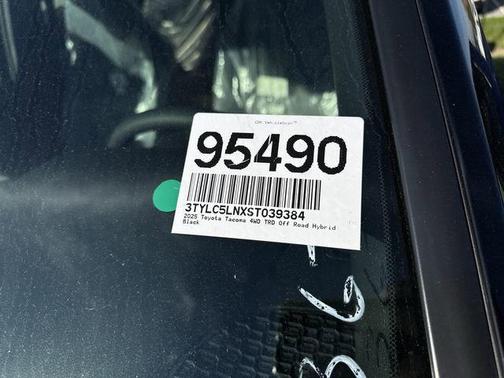 95490
3TYLC5LNXST039384
2025 Toyota Tacoma 4WD TRD Off Road Hybrid
Black